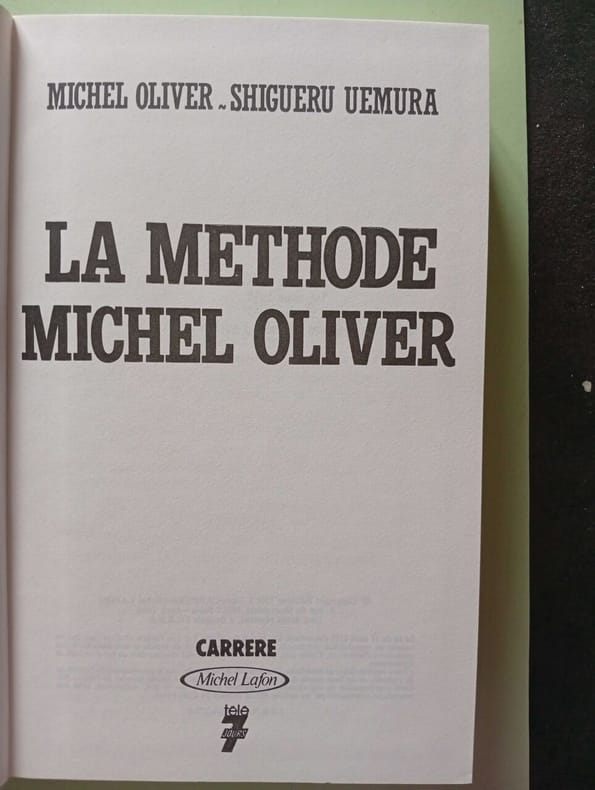 MICHEL OLIVER ~ SHIGUERU UEMURA
LA METHODE
MICHEL OLIVER
CARRERE
Michel Lafon
tele
7
JOURS